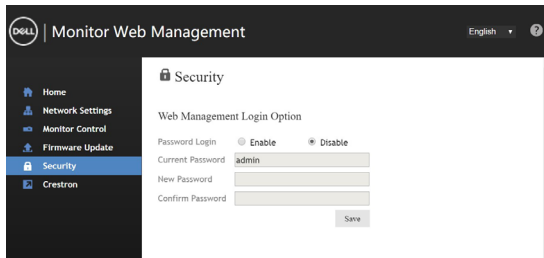 DELL | Monitor Web Management
English
?
Home
Network Settings
Monitor Control
Firmware Update
Security
Crestron
Security
Web Management Login Option
Password Login Enable Disable
Current Password admin
New Password
Confirm Password
Save